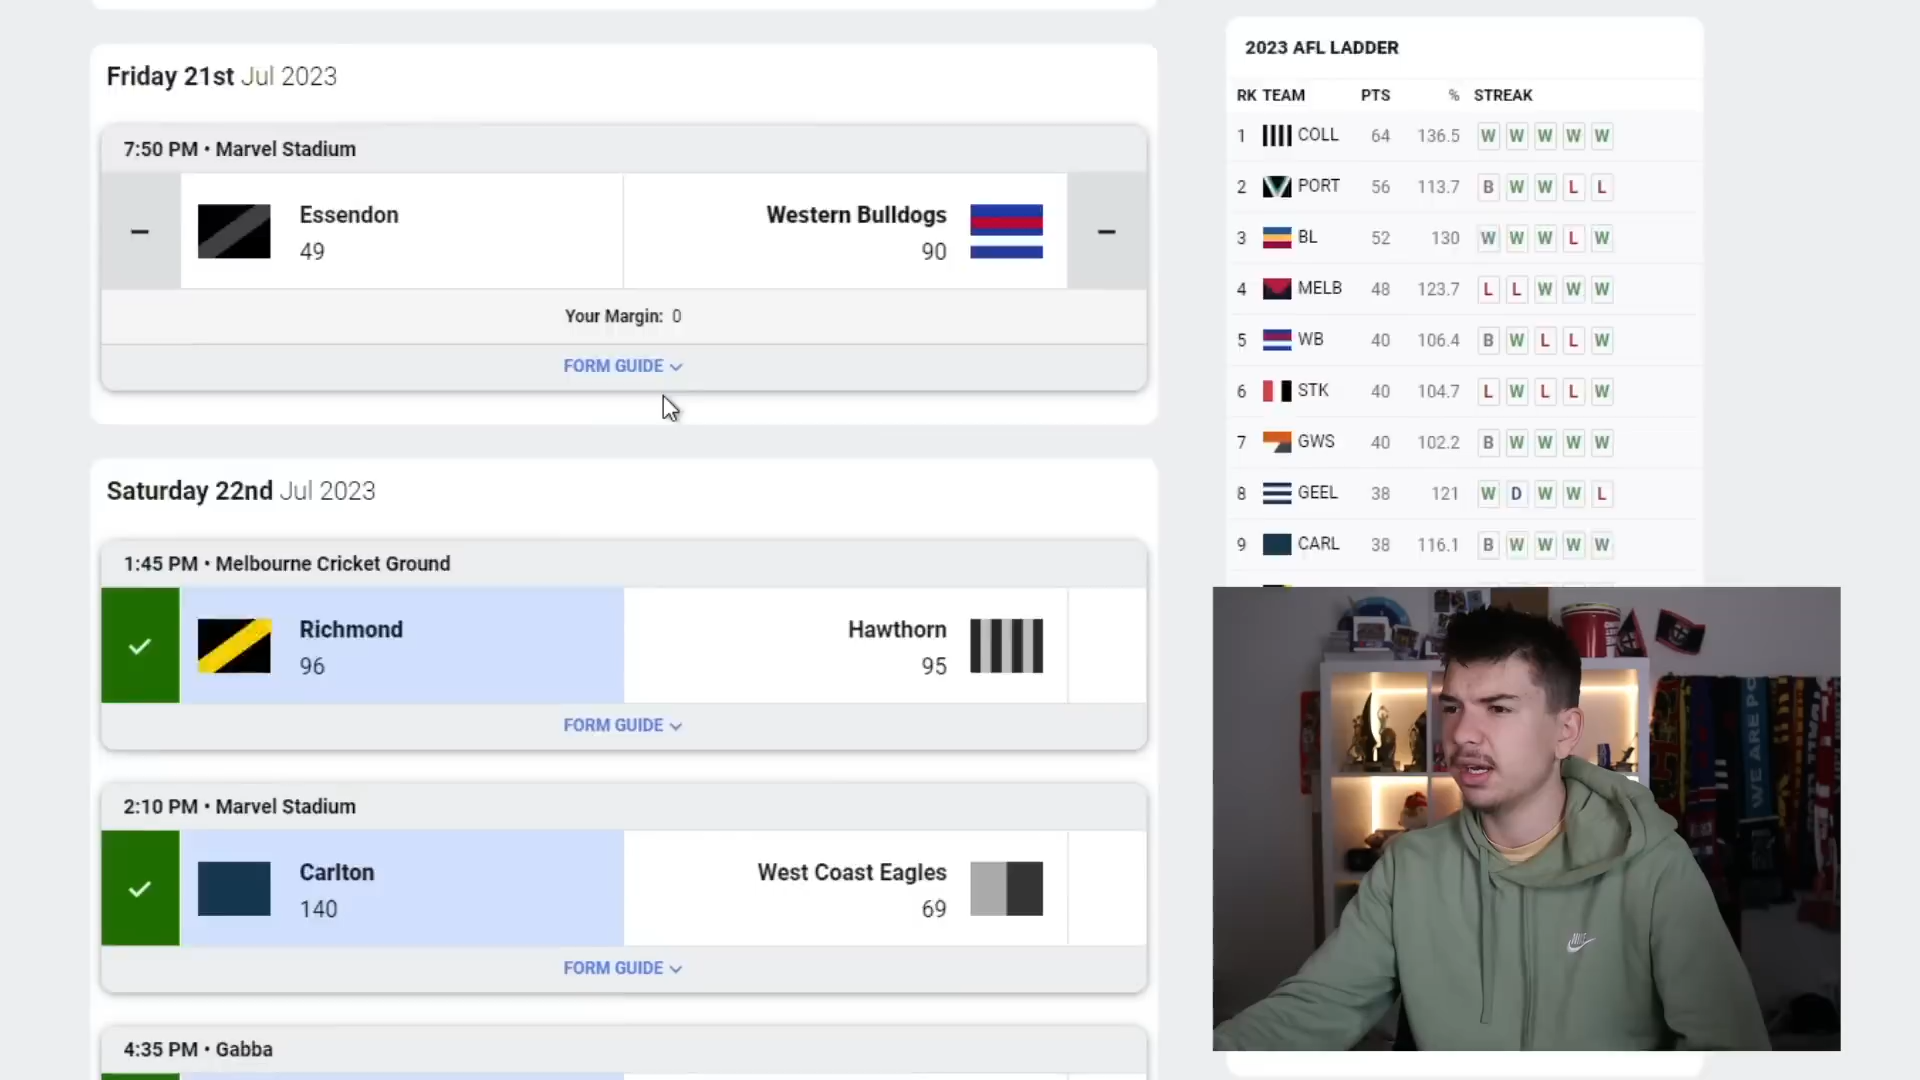 Friday 21st Jul 2023
7:50 PM • Marvel Stadium
Essendon
49
Western Bulldogs
90
Your Margin: 0
FORM GUIDE
Saturday 22nd Jul 2023
1:45 PM • Melbourne Cricket Ground
Richmond
96
Hawthorn
95
FORM GUIDE
2:10 PM • Marvel Stadium
Carlton
140
West Coast Eagles
69
FORM GUIDE
4:35 PM • Gabba
2023 AFL LADDER
RK TEAM PTS % STREAK
1 COLL 64 136.5 W W W W W
2 PORT 56 113.7 B W W L L
3 BL 52 130 W W W L W
4 MELB 48 123.7 L L W W W
5 WB 40 106.4 B W L L W
6 STK 40 104.7 L W L L W
7 GWS 40 102.2 B W W W W
8 GEEL 38 121 W D W W L
9 CARL 38 116.1 B W W W W
WE ARE PO
NIKE